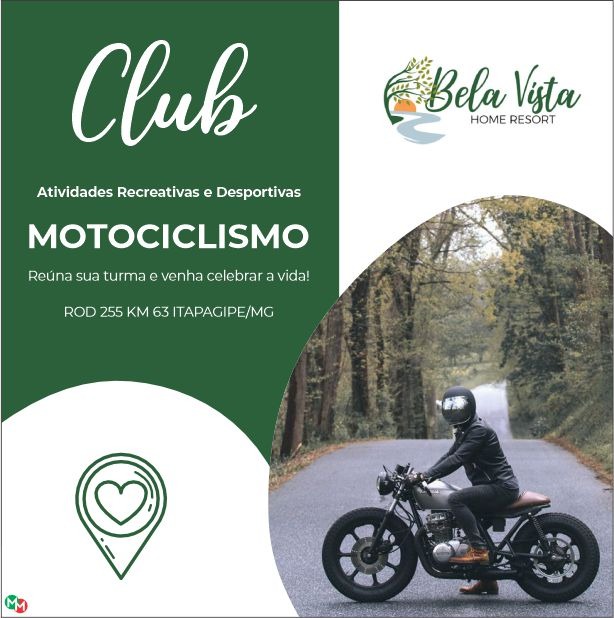 Club
Bela Vista
HOME RESORT
Atividades Recreativas e Desportivas
MOTOCICLISMO
Reúna sua turma e venha celebrar a vida!
ROD 255 KM 63 ITAPAGIPE/MG
MM